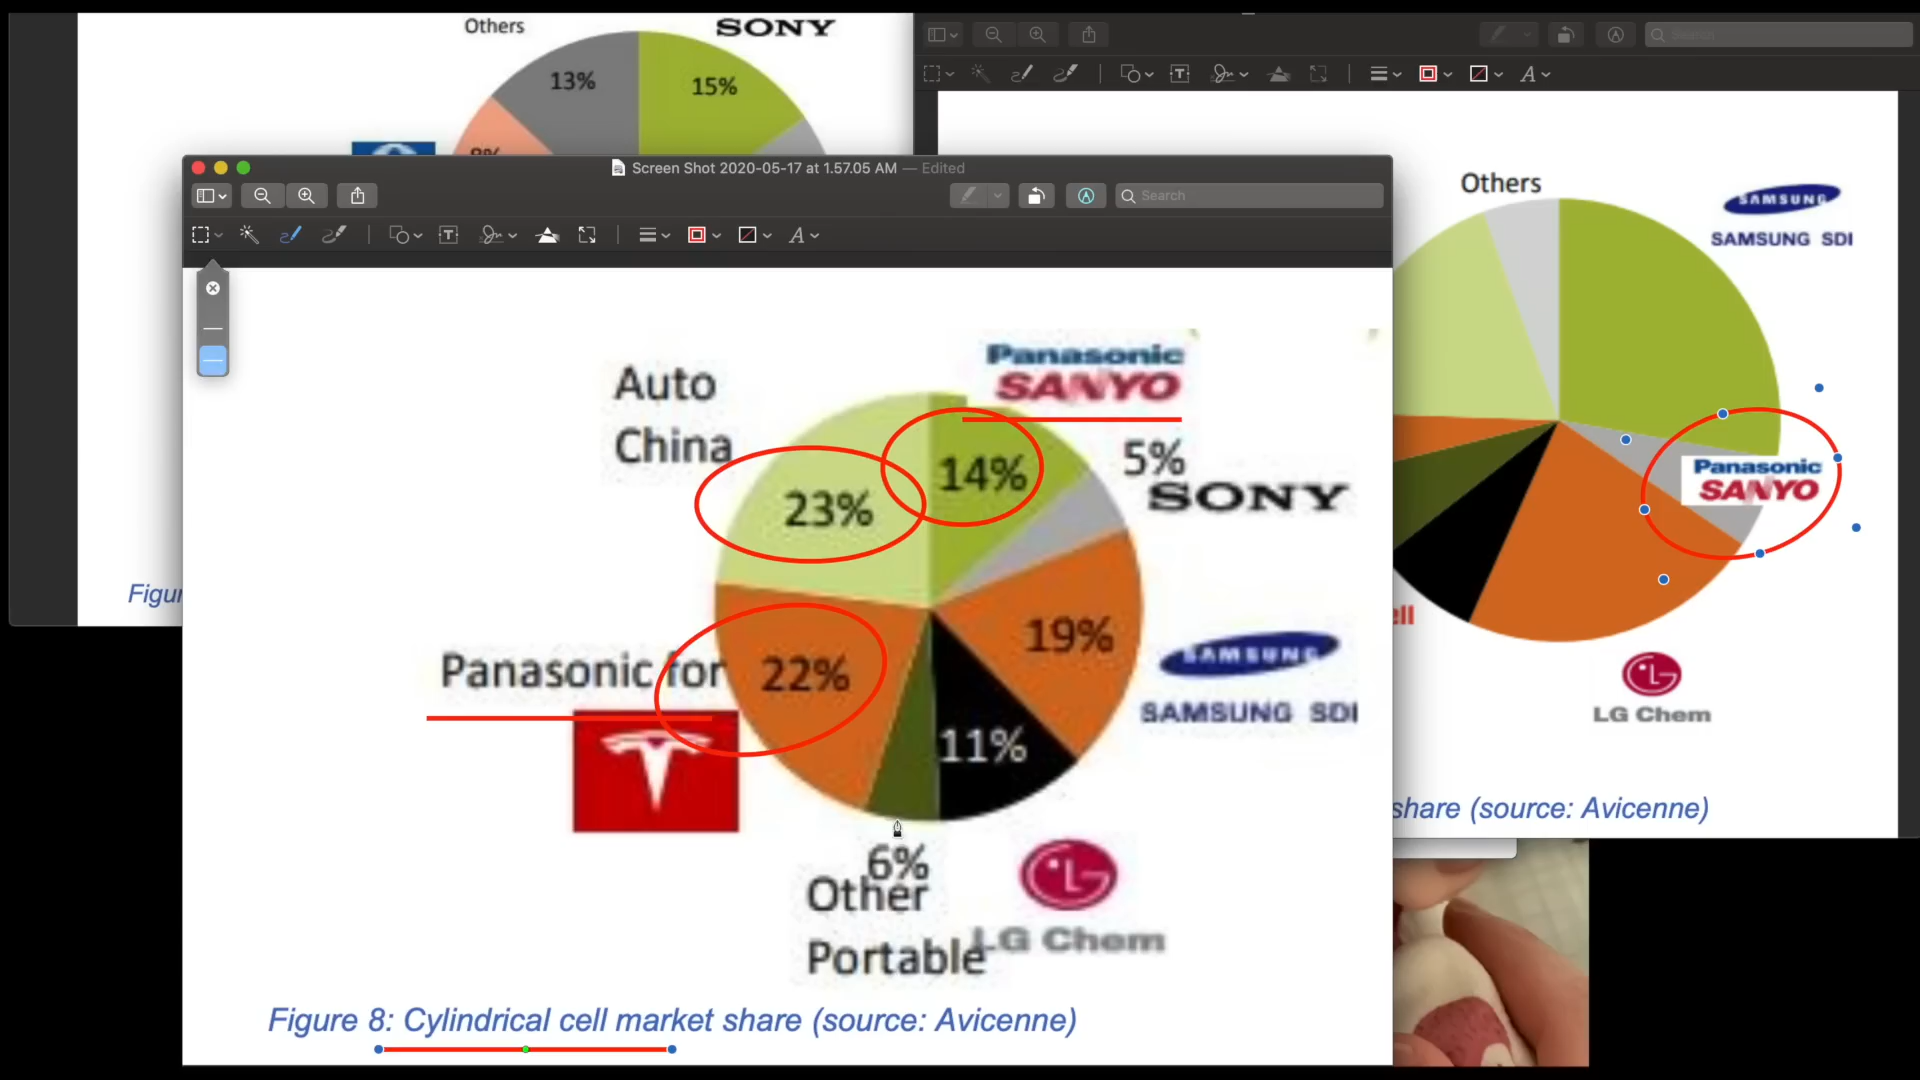 Others
SONY
13%
15%
Screen Shot 2020-05-17 at 1.57.05 AM — Edited
Search
Search
Others
SAMSUNG
SAMSUNG SDI
Panasonic
SANYO
LG Chem
share (source: Avicenne)
Auto
China
Panasonic
SANYO
14%
5%
SONY
23%
19%
SAMSUNG
SAMSUNG SDI
Panasonic for
22%
11%
6%
Other
Portable
LG Chem
Figure 8: Cylindrical cell market share (source: Avicenne)